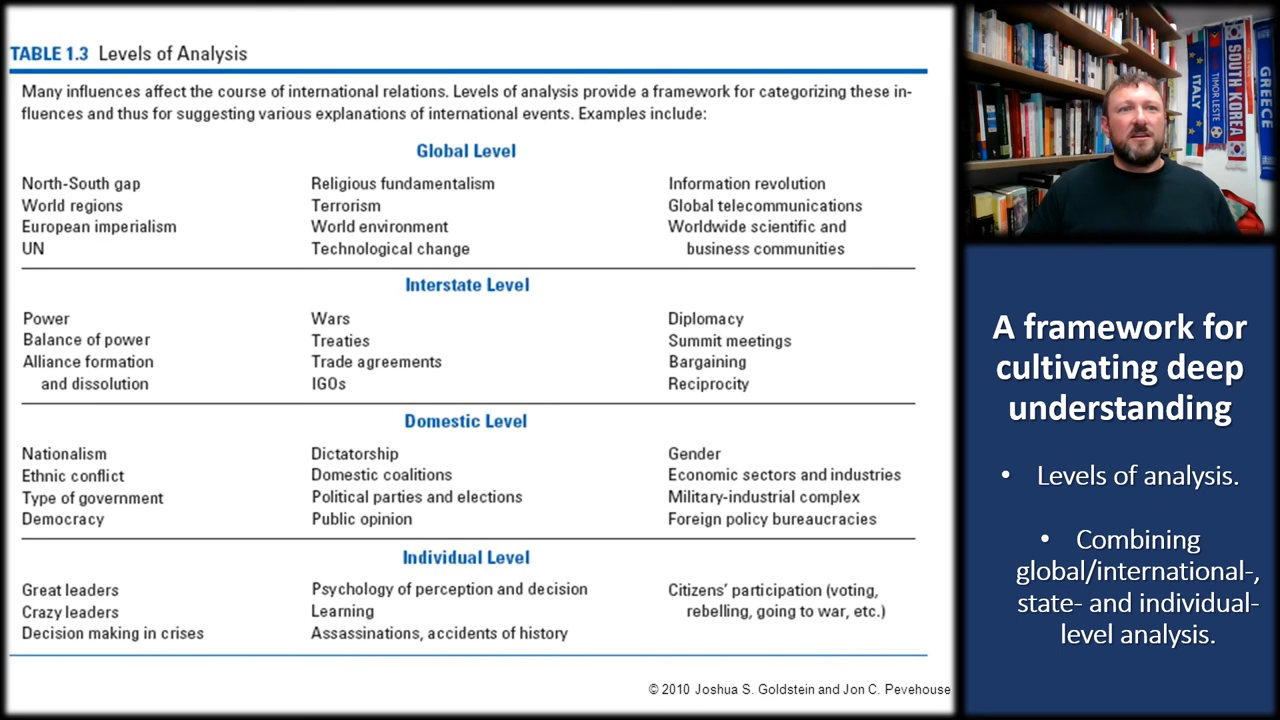 TABLE 1.3 Levels of Analysis
Many influences affect the course of international relations. Levels of analysis provide a framework for categorizing these in-
fluences and thus for suggesting various explanations of international events. Examples include:
Global Level
North-South gap
World regions
European imperialism
UN
Religious fundamentalism
Terrorism
World environment
Technological change
Information revolution
Global telecommunications
Worldwide scientific and
business communities
Interstate Level
Power
Balance of power
Alliance formation
and dissolution
Wars
Treaties
Trade agreements
IGOs
Diplomacy
Summit meetings
Bargaining
Reciprocity
Domestic Level
Nationalism
Ethnic conflict
Type of government
Democracy
Dictatorship
Domestic coalitions
Political parties and elections
Public opinion
Gender
Economic sectors and industries
Military-industrial complex
Foreign policy bureaucracies
Individual Level
Great leaders
Crazy leaders
Decision making in crises
Psychology of perception and decision
Learning
Assassinations, accidents of history
Citizens' participation (voting,
rebelling, going to war, etc.)
© 2010 Joshua S. Goldstein and Jon C. Pevehouse
ITALY
TIMOR LESTE
SOUTH KOREA
GREECE
A framework for
cultivating deep
understanding
• Levels of analysis.
• Combining
global/international-,
state- and individual-
level analysis.